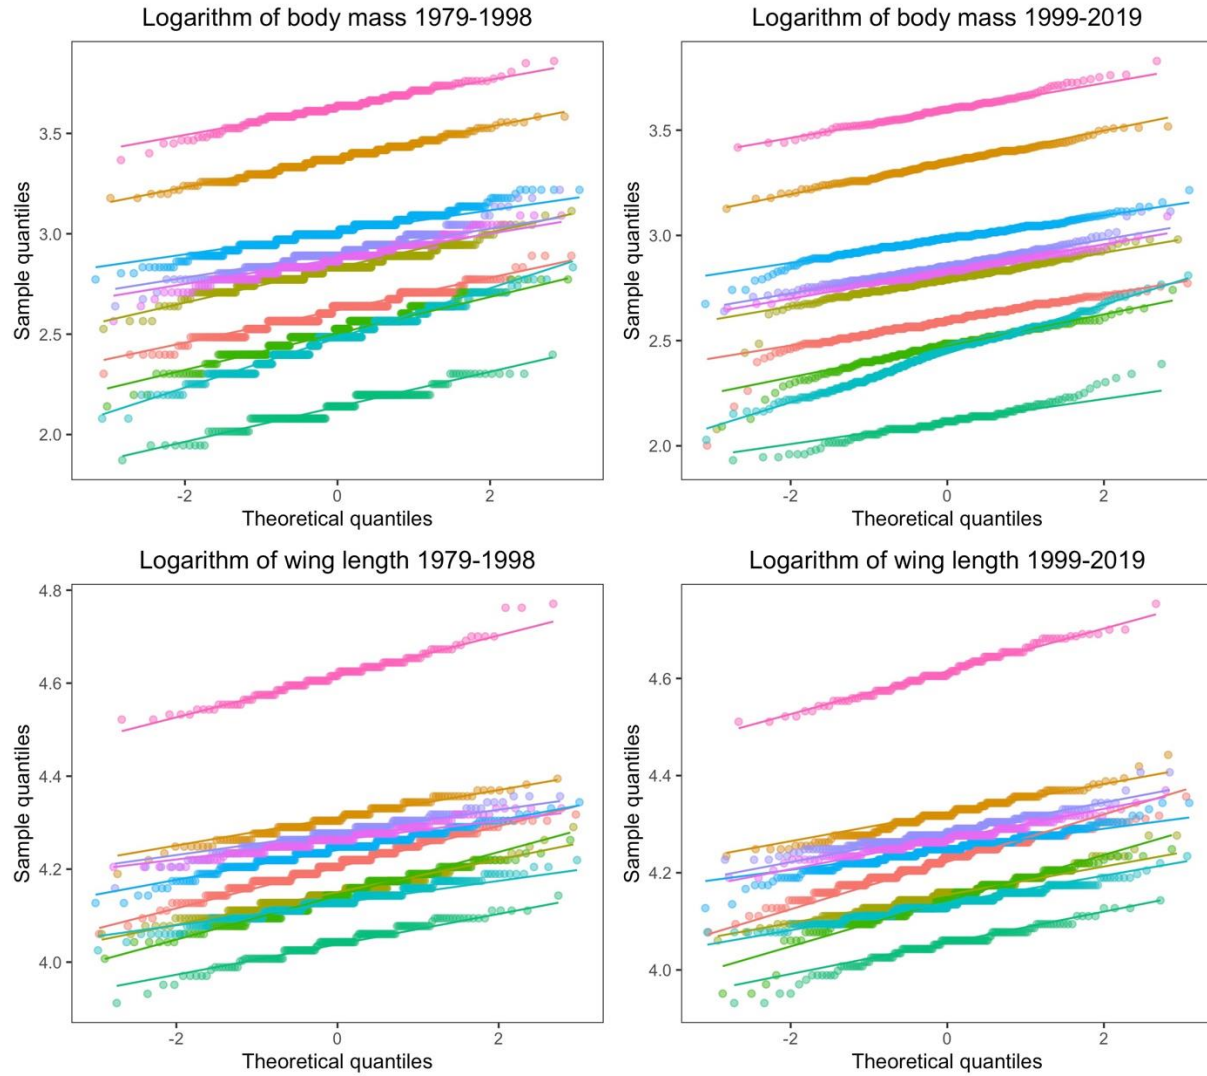 Logarithm of body mass 1979-1998
Logarithm of body mass 1999-2019
Sample quantiles
3.5
3.0
2.5
2.0
-2
0
2
Theoretical quantiles
Sample quantiles
3.5
3.0
2.5
2.0
-2
0
2
Theoretical quantiles
Logarithm of wing length 1979-1998
Logarithm of wing length 1999-2019
Sample quantiles
4.8
4.6
4.4
4.2
4.0
-2
0
2
Theoretical quantiles
Sample quantiles
4.6
4.4
4.2
4.0
-2
0
2
Theoretical quantiles